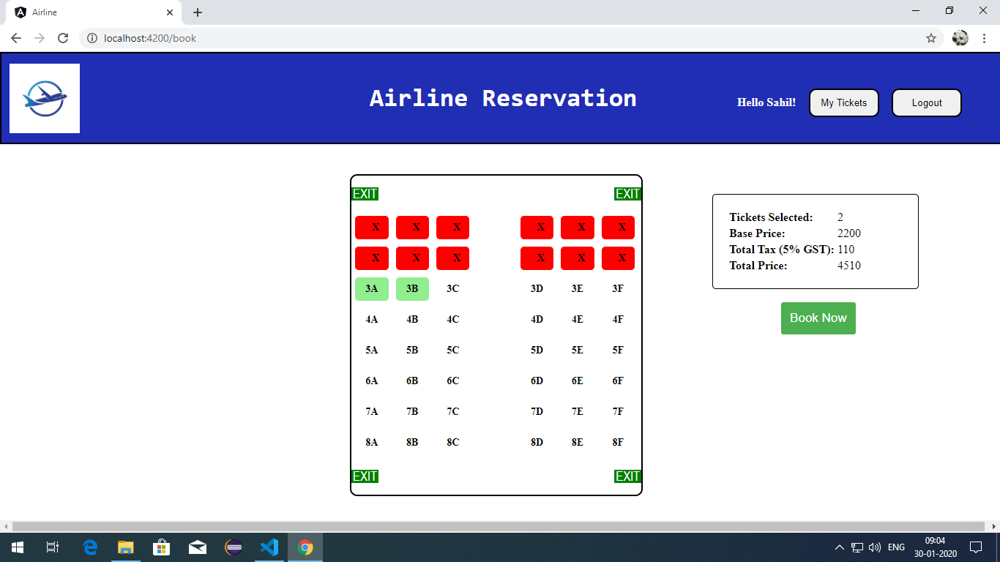 Airline
localhost:4200/book
Airline Reservation
Hello Sahil!
My Tickets
Logout
EXIT EXIT
X X X X X X
X X X X X X
3A 3B 3C 3D 3E 3F
4A 4B 4C 4D 4E 4F
5A 5B 5C 5D 5E 5F
6A 6B 6C 6D 6E 6F
7A 7B 7C 7D 7E 7F
8A 8B 8C 8D 8E 8F
EXIT EXIT
Tickets Selected: 2
Base Price: 2200
Total Tax (5% GST): 110
Total Price: 4510
Book Now
ENG
09:04
30-01-2020